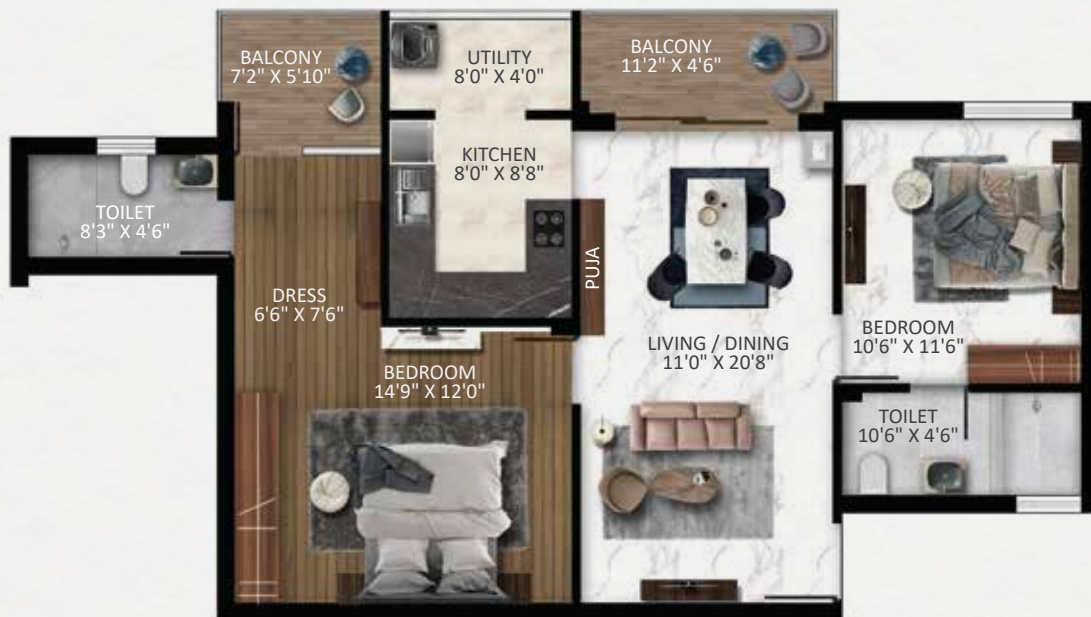 BALCONY
7'2" X 5'10"
UTILITY
8'0" X 4'0"
BALCONY
11'2" X 4'6"
KITCHEN
8'0" X 8'8"
TOILET
8'3" X 4'6"
PUJA
DRESS
6'6" X 7'6"
LIVING / DINING
11'0" X 20'8"
BEDROOM
10'6" X 11'6"
BEDROOM
14'9" X 12'0"
TOILET
10'6" X 4'6"